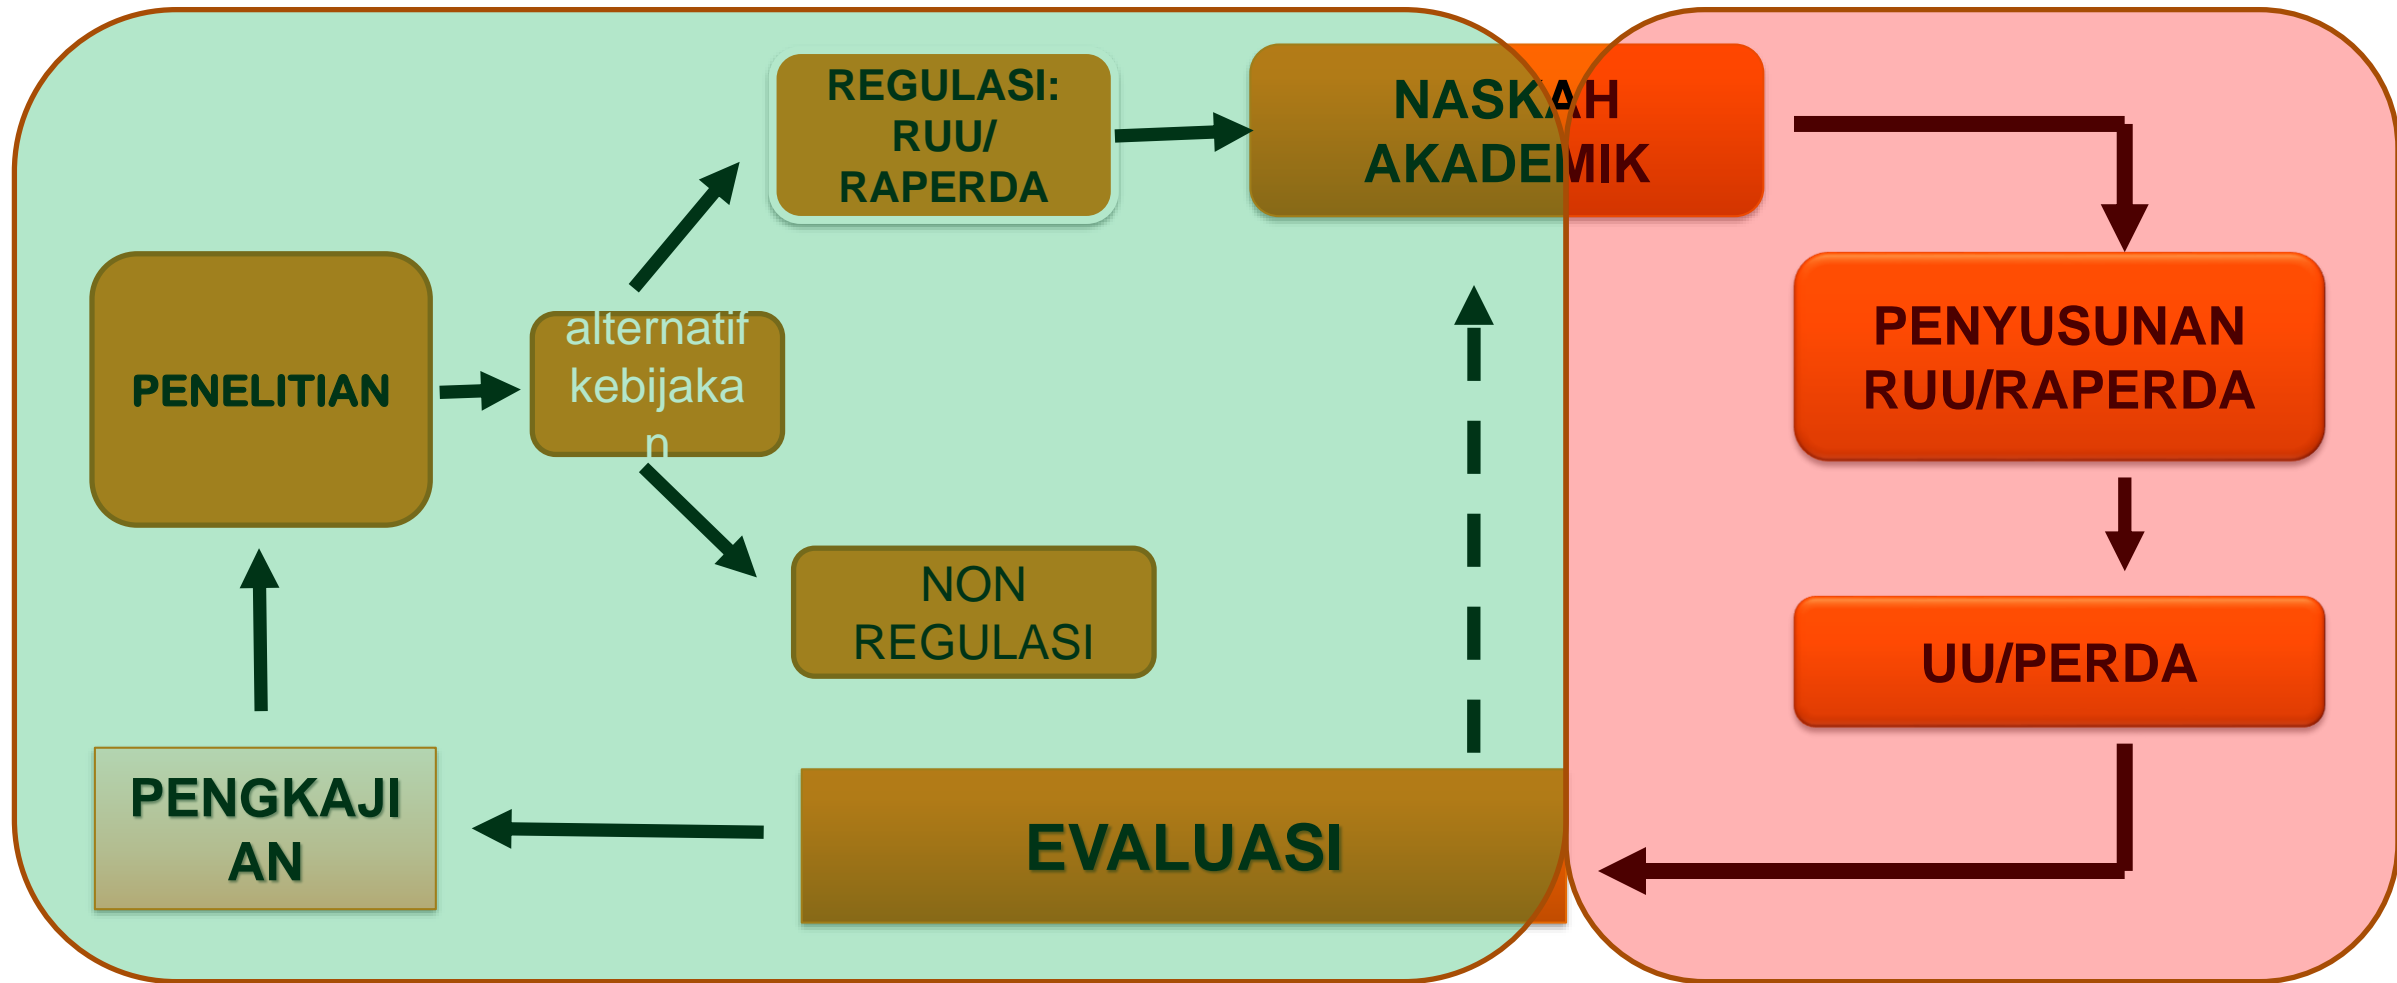 REGULASI:
RUU/
RAPERDA
NASKAH
AKADEMIK
PENELITIAN
alternatif
kebijaka
n
PENYUSUNAN
RUU/RAPERDA
NON
REGULASI
UU/PERDA
PENGKAJI
AN
EVALUASI